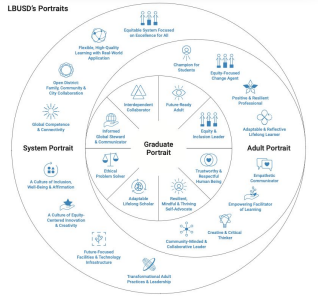 LBUSD's Portraits
Equitable System Focused
on Excellence for All
Flexible, High-Quality
Learning with Real World
Application
Champion for
Students
Equity-Focused
Change Agent
Open Doors:
Family, Community &
City Collaboration
Positive & Resilient
Professional
Interdependent
Collaborator
Future-Ready
Adult
Global Competence
& Connectivity
Adaptable & Reflective
Lifelong Learner
Informed
Global Steward
& Communicator
Equity &
Inclusion Leader
System Portrait
Graduate
Portrait
Adult Portrait
Ethical
Problem Solver
Trustworthy &
Respectful
Human Being
Empathetic
Communicator
A Culture of Inclusion,
Well-Being & Affirmation
Adaptable
Lifelong Scholar
Resilient,
Mindful & Thriving
Self-Advocate
Empowering Facilitator
of Learning
A Culture of Equity-
Centered Innovation
& Creativity
Creative & Critical
Thinker
Community-Minded &
Collaborative Leader
Future-Focused
Facilities & Technology
Infrastructure
Transformational Adult
Practices & Leadership